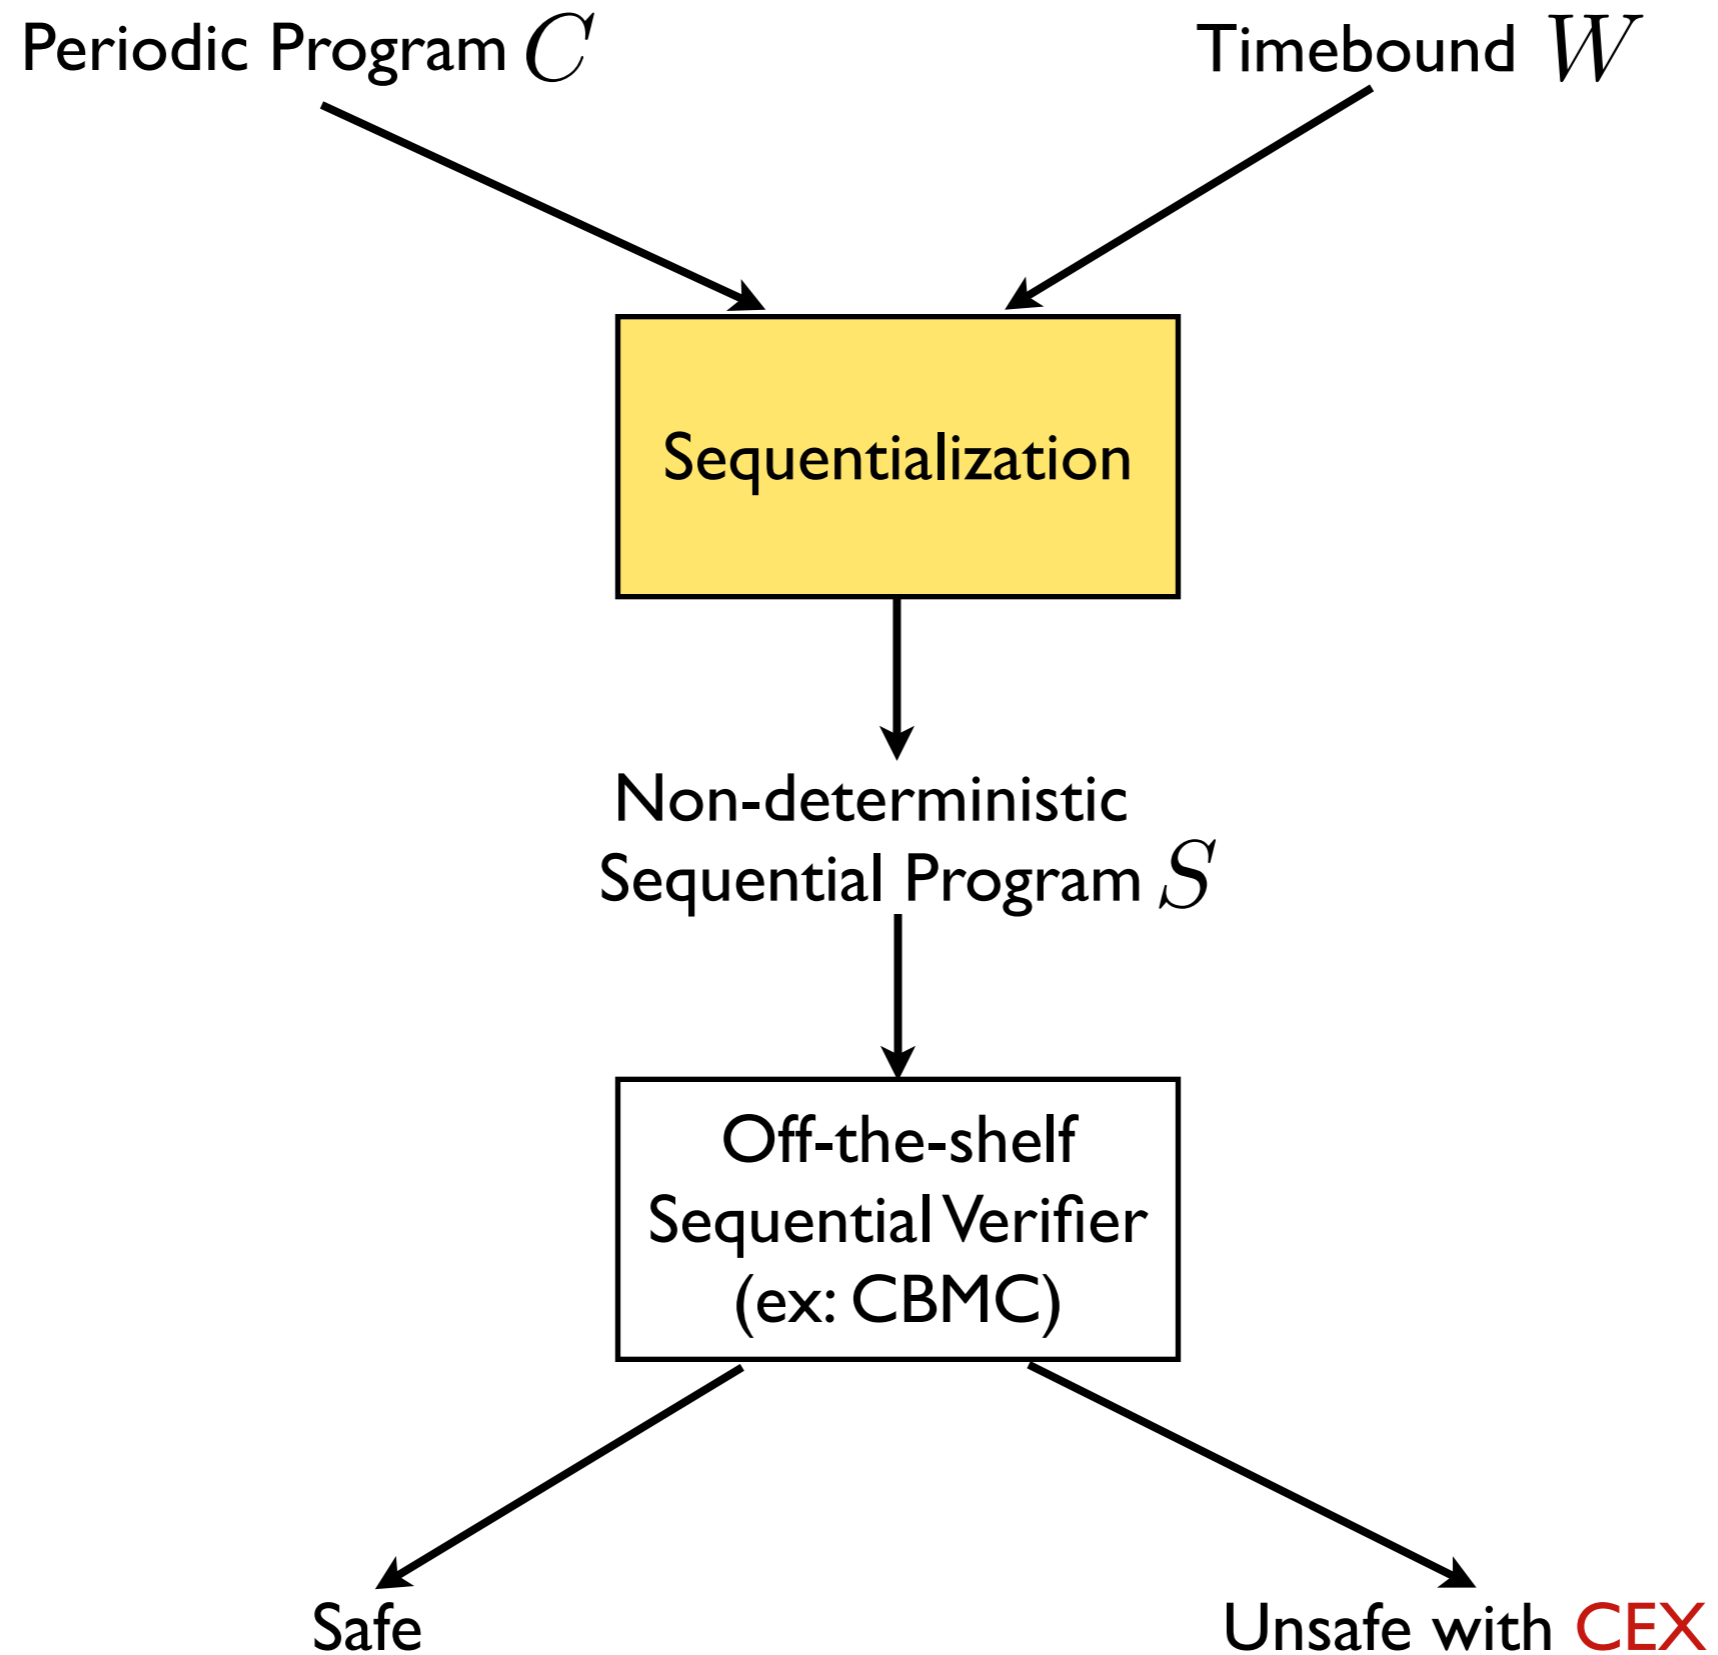 Periodic Program C
Timebound W
Sequentialization
Non-deterministic
Sequential Program S
Off-the-shelf
Sequential Verifier
(ex: CBMC)
Safe
Unsafe with CEX